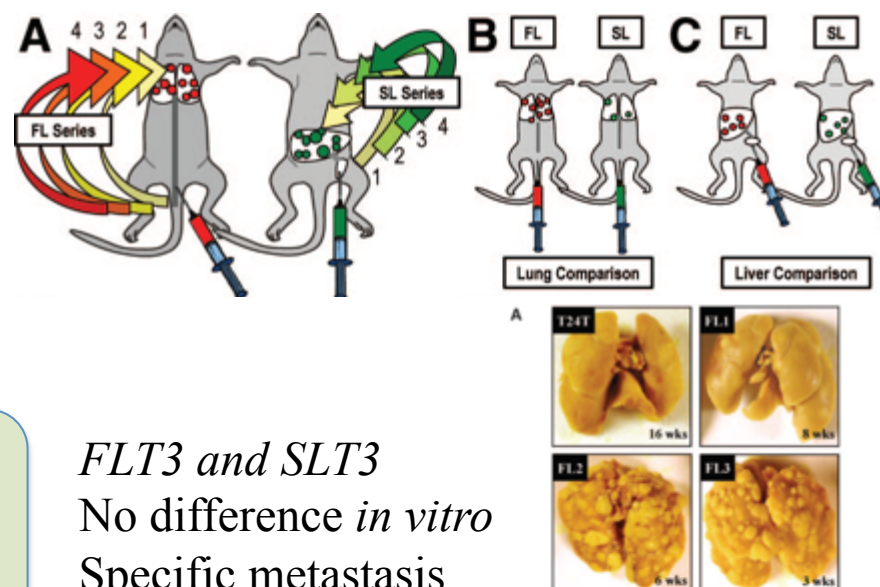 A
4 3 2 1
FL Series
SL Series
1 2 3 4
B
FL
SL
Lung Comparison
C
FL
SL
Liver Comparison
A
T24T
16 wks
FL1
8 wks
FL2
6 wks
FL3
3 wks
FLT3 and SLT3
No difference in vitro
Specific metastasis